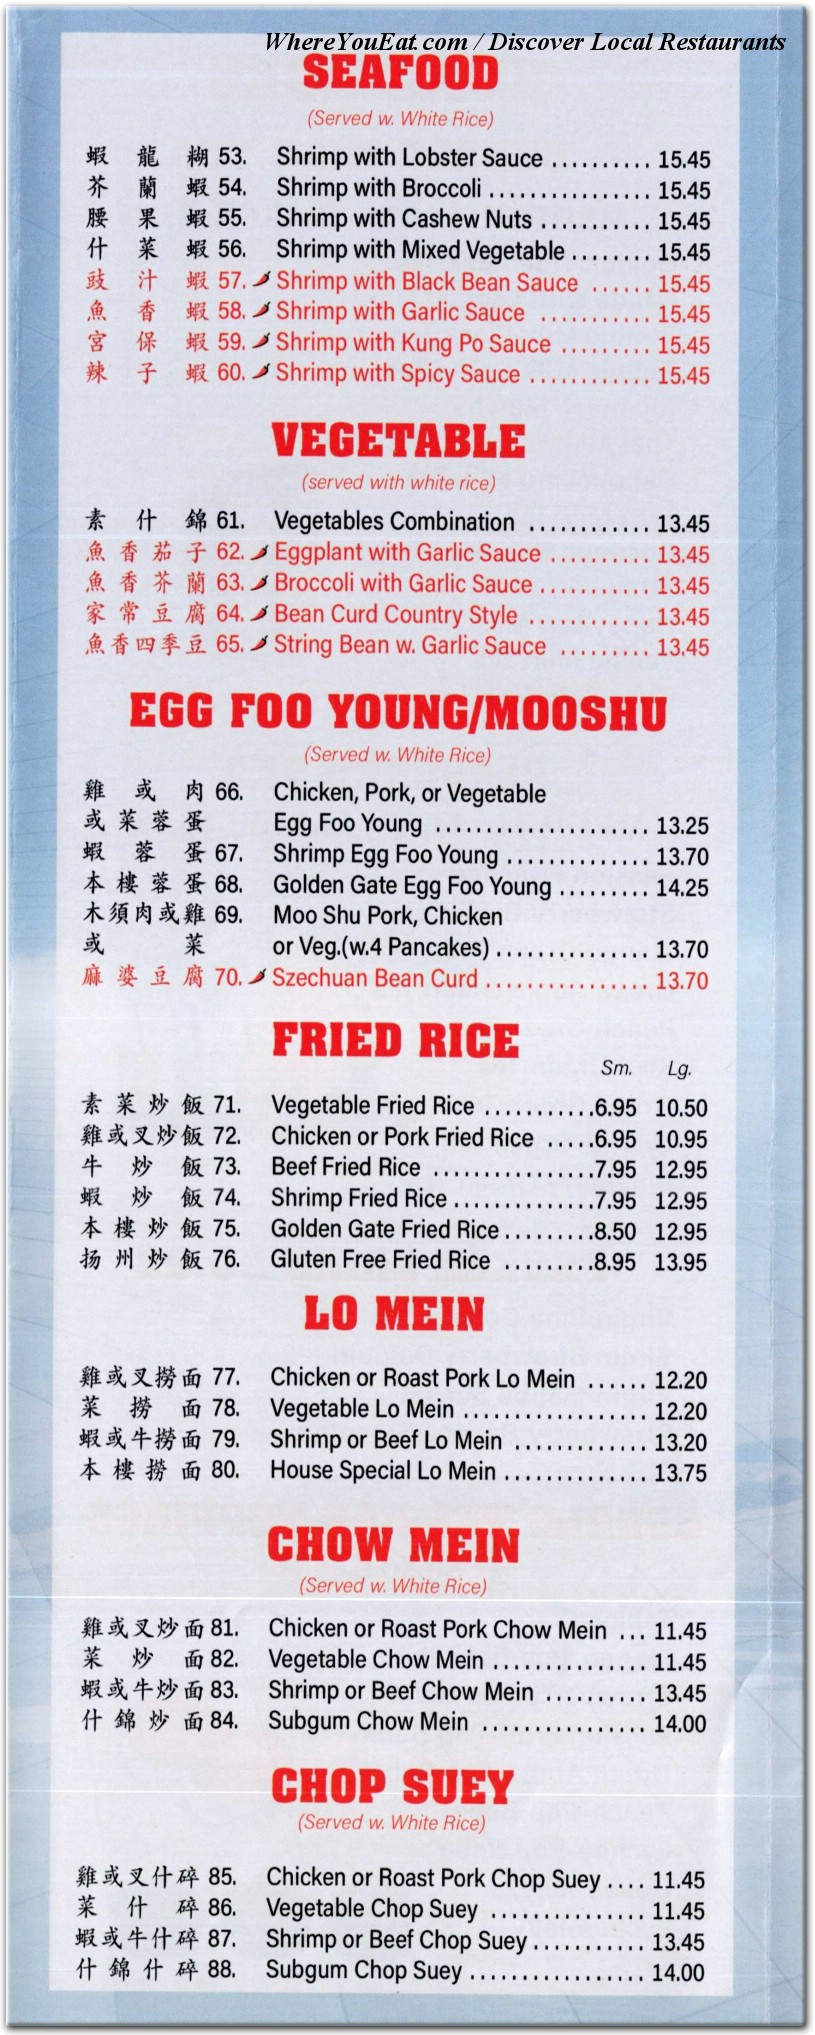 WhereYouEat.com / Discover Local Restaurants
SEAFOOD
(Served w. White Rice)
蝦 龍 糊 53. Shrimp with Lobster Sauce .......... 15.45
芥 蘭 蝦 54. Shrimp with Broccoli ................. 15.45
腰 果 蝦 55. Shrimp with Cashew Nuts ........... 15.45
什 菜 蝦 56. Shrimp with Mixed Vegetable ........ 15.45
豉 汁 蝦 57. Shrimp with Black Bean Sauce ...... 15.45
魚 香 蝦 58. Shrimp with Garlic Sauce ........... 15.45
宮 保 蝦 59. Shrimp with Kung Po Sauce ......... 15.45
辣 子 蝦 60. Shrimp with Spicy Sauce ............ 15.45
VEGETABLE
(served with white rice)
素 什 錦 61. Vegetables Combination ............ 13.45
魚 香 茄 子 62. Eggplant with Garlic Sauce .......... 13.45
魚 香 芥 蘭 63. Broccoli with Garlic Sauce ........... 13.45
家 常 豆 腐 64. Bean Curd Country Style ............ 13.45
魚香四季豆 65. String Bean w. Garlic Sauce ......... 13.45
EGG FOO YOUNG/MOOSHU
(Served w. White Rice)
雞 或 肉 66. Chicken, Pork, or Vegetable
或 菜 蓉 蛋 Egg Foo Young ..................... 13.25
蝦 蓉 蛋 67. Shrimp Egg Foo Young .............. 13.70
本 樓 蓉 蛋 68. Golden Gate Egg Foo Young ......... 14.25
木須肉或雞 69. Moo Shu Pork, Chicken
或 菜 or Veg.(w.4 Pancakes) ............... 13.70
麻 婆 豆 腐 70. Szechuan Bean Curd ................ 13.70
FRIED RICE
Sm. Lg.
素 菜 炒 飯 71. Vegetable Fried Rice ...........6.95 10.50
雞或叉炒飯 72. Chicken or Pork Fried Rice .....6.95 10.95
牛 炒 飯 73. Beef Fried Rice ................7.95 12.95
蝦 炒 飯 74. Shrimp Fried Rice ..............7.95 12.95
本 樓 炒 飯 75. Golden Gate Fried Rice .........8.50 12.95
扬 州 炒 飯 76. Gluten Free Fried Rice .........8.95 13.95
LO MEIN
雞或叉撈面 77. Chicken or Roast Pork Lo Mein ...... 12.20
菜 撈 面 78. Vegetable Lo Mein .................. 12.20
蝦或牛撈面 79. Shrimp or Beef Lo Mein ............. 13.20
本 樓 撈 面 80. House Special Lo Mein .............. 13.75
CHOW MEIN
(Served w. White Rice)
雞或叉炒面 81. Chicken or Roast Pork Chow Mein ... 11.45
菜 炒 面 82. Vegetable Chow Mein ............... 11.45
蝦或牛炒面 83. Shrimp or Beef Chow Mein .......... 13.45
什 錦 炒 面 84. Subgum Chow Mein ................ 14.00
CHOP SUEY
(Served w. White Rice)
雞或叉什碎 85. Chicken or Roast Pork Chop Suey .... 11.45
菜 什 碎 86. Vegetable Chop Suey ............... 11.45
蝦或牛什碎 87. Shrimp or Beef Chop Suey ........... 13.45
什 錦 什 碎 88. Subgum Chop Suey ................. 14.00